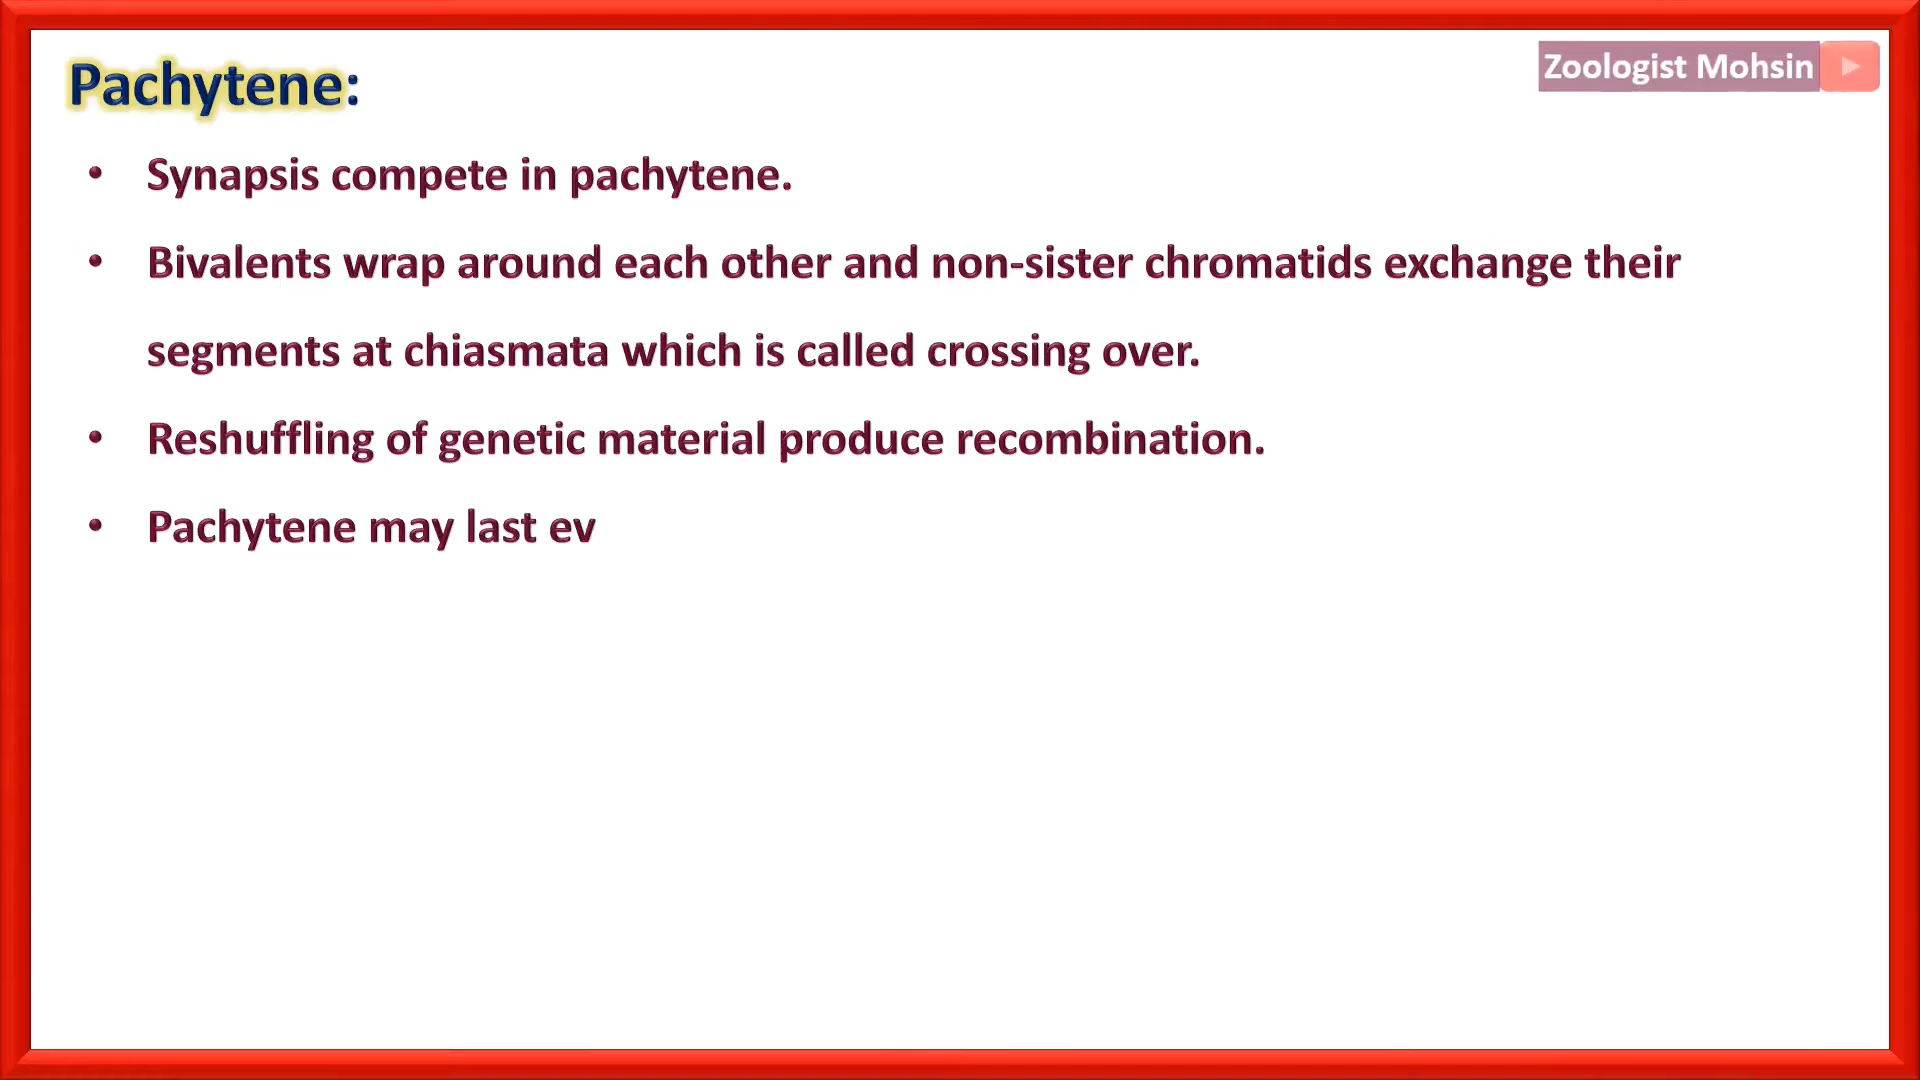 Pachytene:
Zoologist Mohsin
• Synapsis compete in pachytene.
• Bivalents wrap around each other and non-sister chromatids exchange their
segments at chiasmata which is called crossing over.
• Reshuffling of genetic material produce recombination.
• Pachytene may last ev